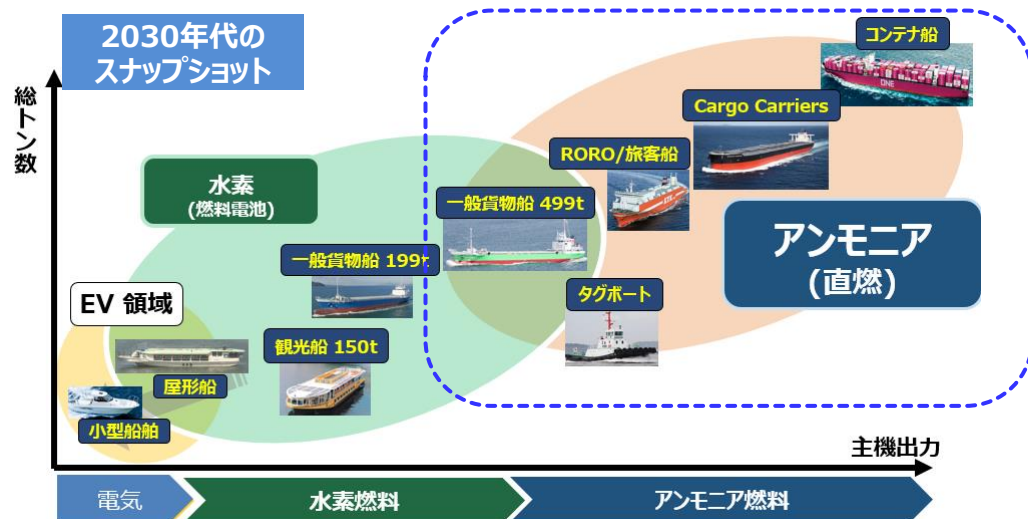 2030年代の
スナップショット
総トン数
コンテナ船
ONE
Cargo Carriers
RORO/旅客船
水素
(燃料電池)
一般貨物船 499t
アンモニア
(直燃)
一般貨物船 199t
タグボート
EV 領域
観光船 150t
屋形船
小型船舶
主機出力
電気
水素燃料
アンモニア燃料